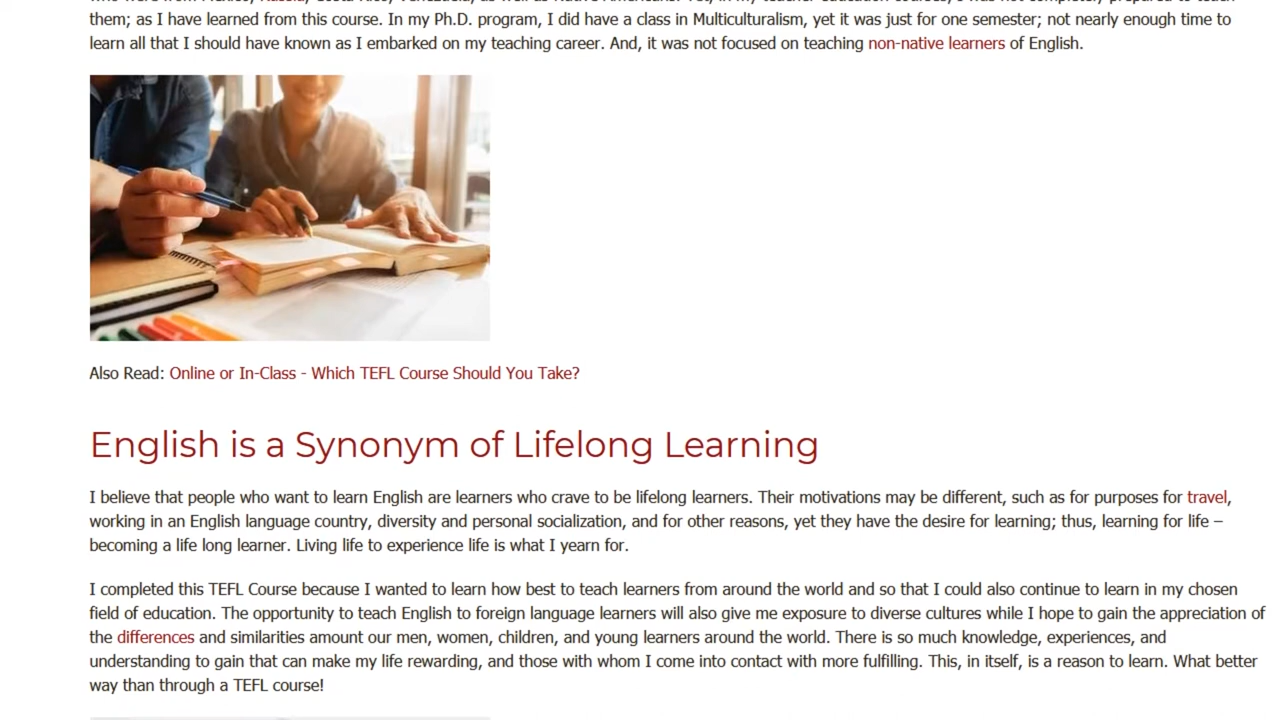 them; as I have learned from this course. In my Ph.D. program, I did have a class in Multiculturalism, yet it was just for one semester; not nearly enough time to
learn all that I should have known as I embarked on my teaching career. And, it was not focused on teaching non-native learners of English.
Also Read: Online or In-Class - Which TEFL Course Should You Take?
English is a Synonym of Lifelong Learning
I believe that people who want to learn English are learners who crave to be lifelong learners. Their motivations may be different, such as for purposes for travel,
working in an English language country, diversity and personal socialization, and for other reasons, yet they have the desire for learning; thus, learning for life –
becoming a life long learner. Living life to experience life is what I yearn for.
I completed this TEFL Course because I wanted to learn how best to teach learners from around the world and so that I could also continue to learn in my chosen
field of education. The opportunity to teach English to foreign language learners will also give me exposure to diverse cultures while I hope to gain the appreciation of
the differences and similarities amount our men, women, children, and young learners around the world. There is so much knowledge, experiences, and
understanding to gain that can make my life rewarding, and those with whom I come into contact with more fulfilling. This, in itself, is a reason to learn. What better
way than through a TEFL course!